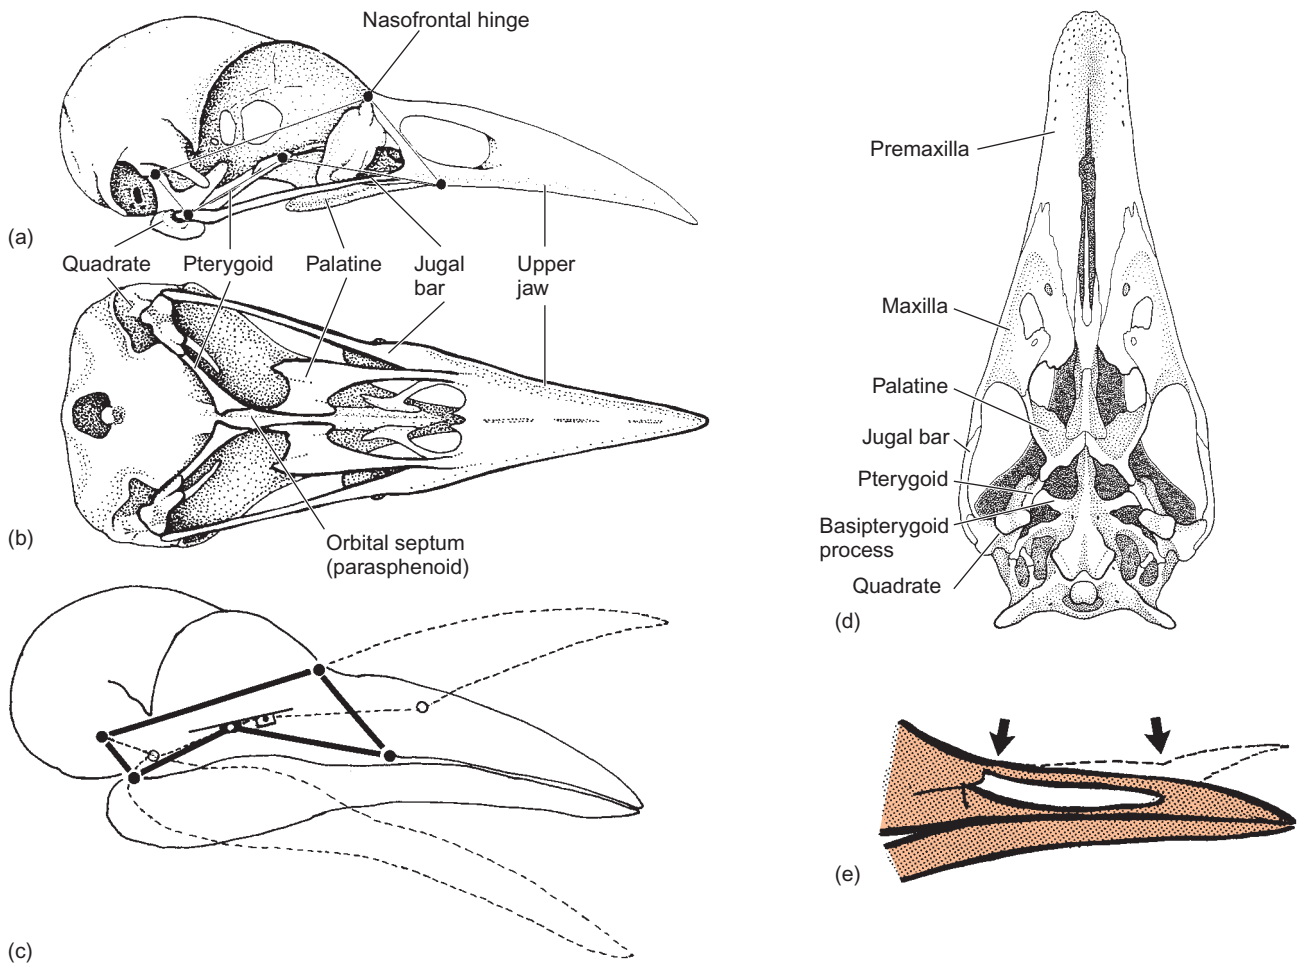 Nasofrontal hinge
(a)
Quadrate
Pterygoid
Palatine
Jugal
bar
Upper
jaw
(b)
Orbital septum
(parasphenoid)
(c)
Premaxilla
Maxilla
Palatine
Jugal bar
Pterygoid
Basipterygoid
process
Quadrate
(d)
(e)